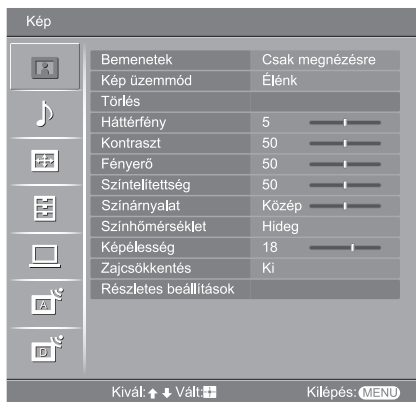 Kép
Bemenetek Csak megnézésre
Kép üzemmód Élénk
Törlés
Háttérfény 5
Kontraszt 50
Fényerő 50
Színtelítettség 50
Színárnyalat Közép
Színhőmérséklet Hideg
Képélesség 18
Zajcsökkentés Ki
Részletes beállítások
A
D
Kivál: Vált: Kilépés: MENU